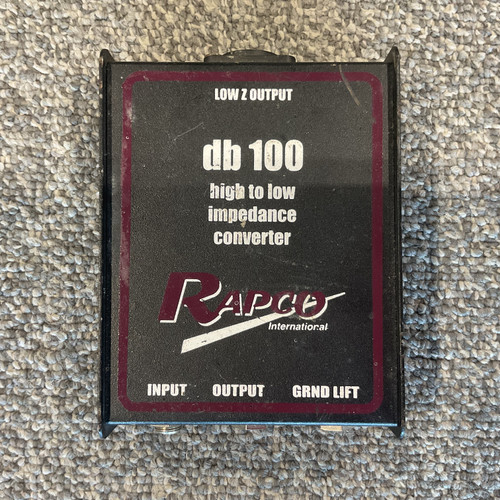 LOW Z OUTPUT
db 100
high to low
impedance
converter
RAPCO
International
INPUT OUTPUT GRND LIFT